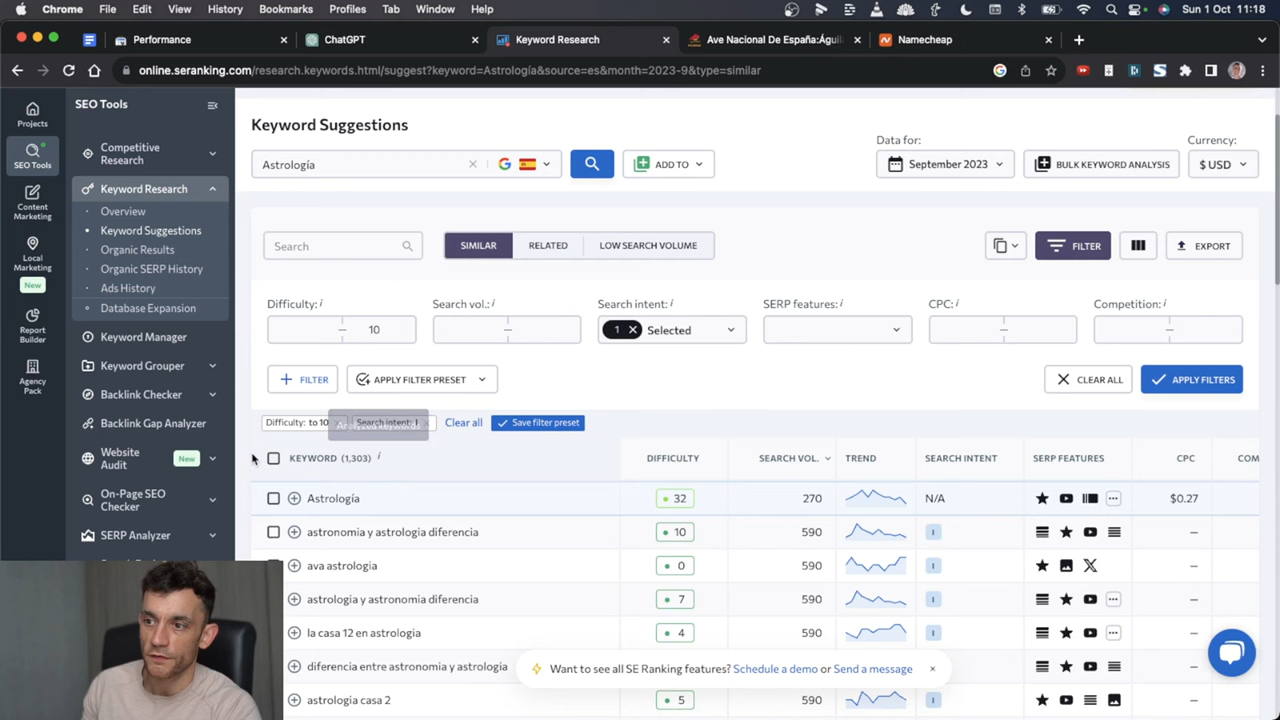 Chrome File Edit View History Bookmarks Profiles Tab Window Help Sun 1 Oct 11:18
Performance ChatGPT Keyword Research Ave Nacional De España:Águil Namecheap
online.seranking.com/research.keywords.html/suggest?keyword=Astrología&source=es&month=2023-9&type=similar
Projects
SEO Tools
Content Marketing
Local Marketing
New
Report Builder
Agency Pack
SEO Tools
Competitive Research
Keyword Research
Overview
Keyword Suggestions
Organic Results
Organic SERP History
Ads History
Database Expansion
Keyword Manager
Keyword Grouper
Backlink Checker
Backlink Gap Analyzer
Website Audit New
On-Page SEO Checker
SERP Analyzer
Keyword Suggestions
Data for:
Currency:
Astrología
ADD TO
September 2023
BULK KEYWORD ANALYSIS
$ USD
Search
SIMILAR RELATED LOW SEARCH VOLUME
FILTER
EXPORT
Difficulty: Search vol.: Search intent: SERP features: CPC: Competition:
– 10 – 1 Selected – –
FILTER APPLY FILTER PRESET CLEAR ALL APPLY FILTERS
Difficulty: to 10 Search intent: I Clear all Save filter preset
KEYWORD (1,303) DIFFICULTY SEARCH VOL. TREND SEARCH INTENT SERP FEATURES CPC COM
Astrología 32 270 N/A $0.27
astronomia y astrologia diferencia 10 590 I –
ava astrologia 0 590 I –
astrologia y astronomia diferencia 7 590 I –
la casa 12 en astrologia 4 590 I
diferencia entre astronomia y astrologia
Want to see all SE Ranking features? Schedule a demo or Send a message
astrologia casa 2 5 590 I –